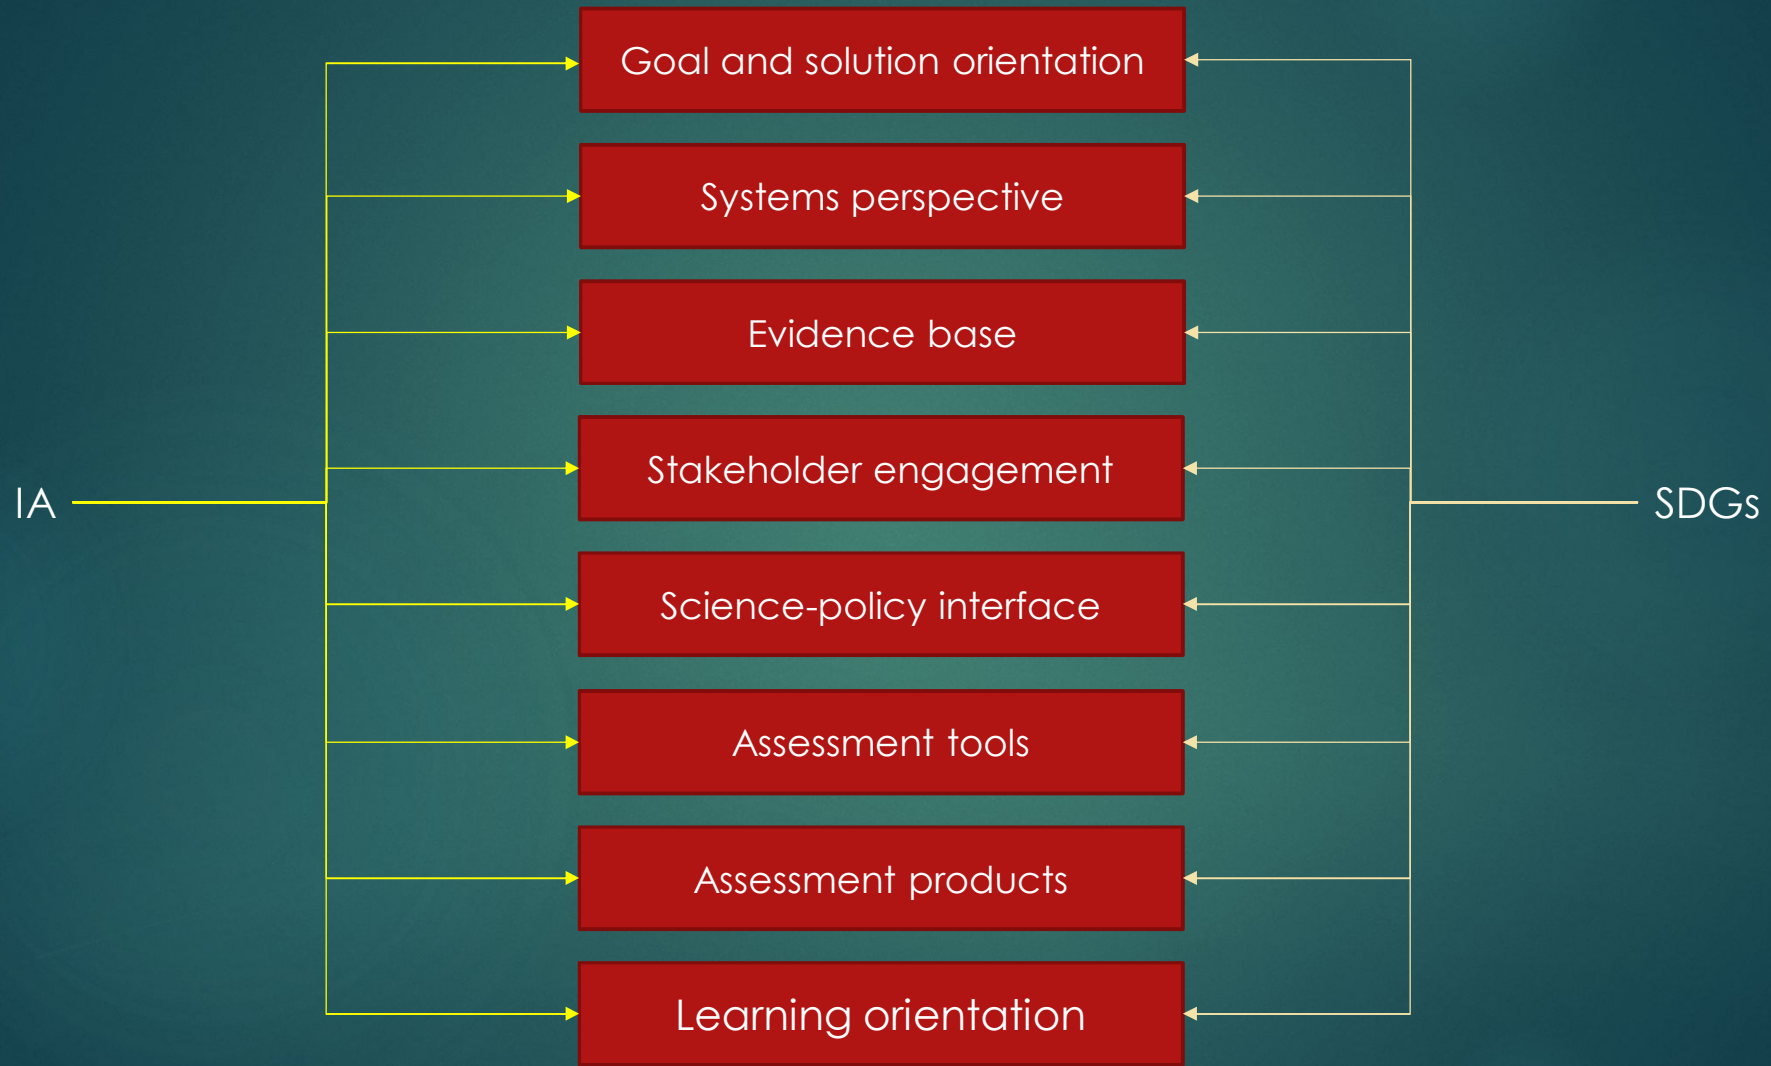 Goal and solution orientation
Systems perspective
Evidence base
Stakeholder engagement
IA
SDGs
Science-policy interface
Assessment tools
Assessment products
Learning orientation